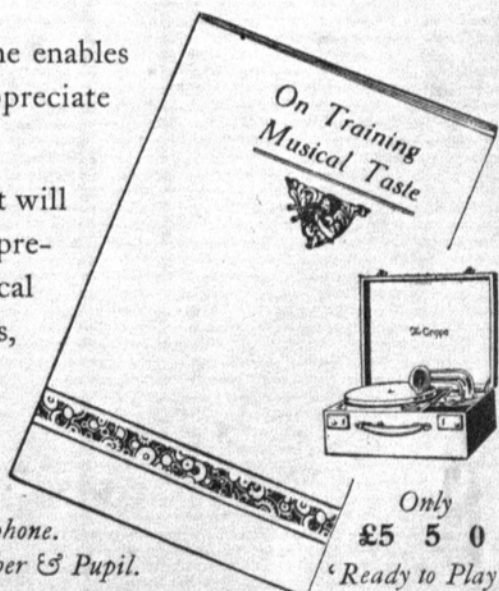 ne enables
preciate
t will
pre-
cal
s,
On Training
Musical Taste
phone.
er & Pupil.
Only
£5 5 0
‘Ready to Play